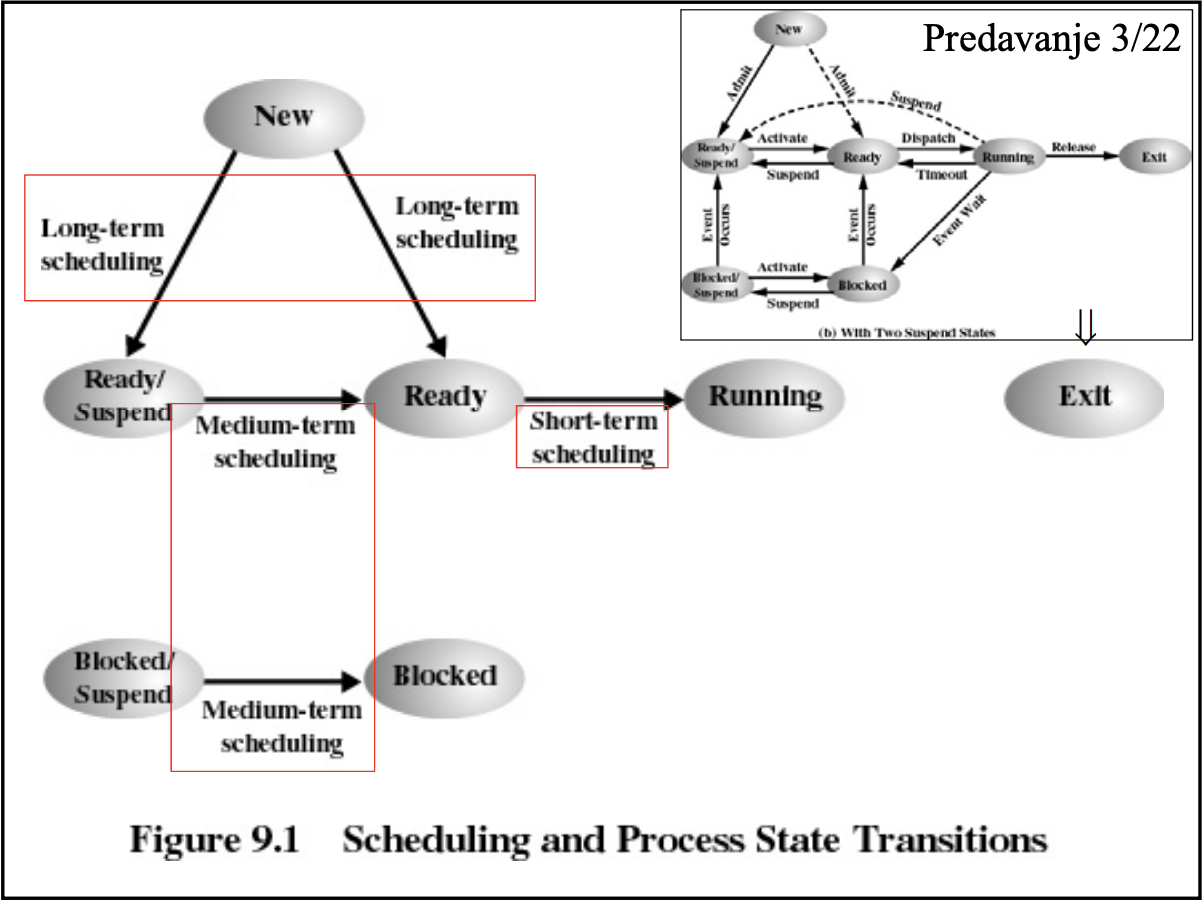 Predavanje 3/22
New
Admit
Admit
Suspend
Ready/
Suspend
Activate
Suspend
Ready
Dispatch
Timeout
Running
Release
Exit
Event
Occurs
Event
Occurs
Event Wait
Blocked/
Suspend
Activate
Suspend
Blocked
(b) With Two Suspend States
⇓
New
Long-term
scheduling
Long-term
scheduling
Ready/
Suspend
Medium-term
scheduling
Ready
Short-term
scheduling
Running
Exit
Blocked/
Suspend
Medium-term
scheduling
Blocked
Figure 9.1 Scheduling and Process State Transitions